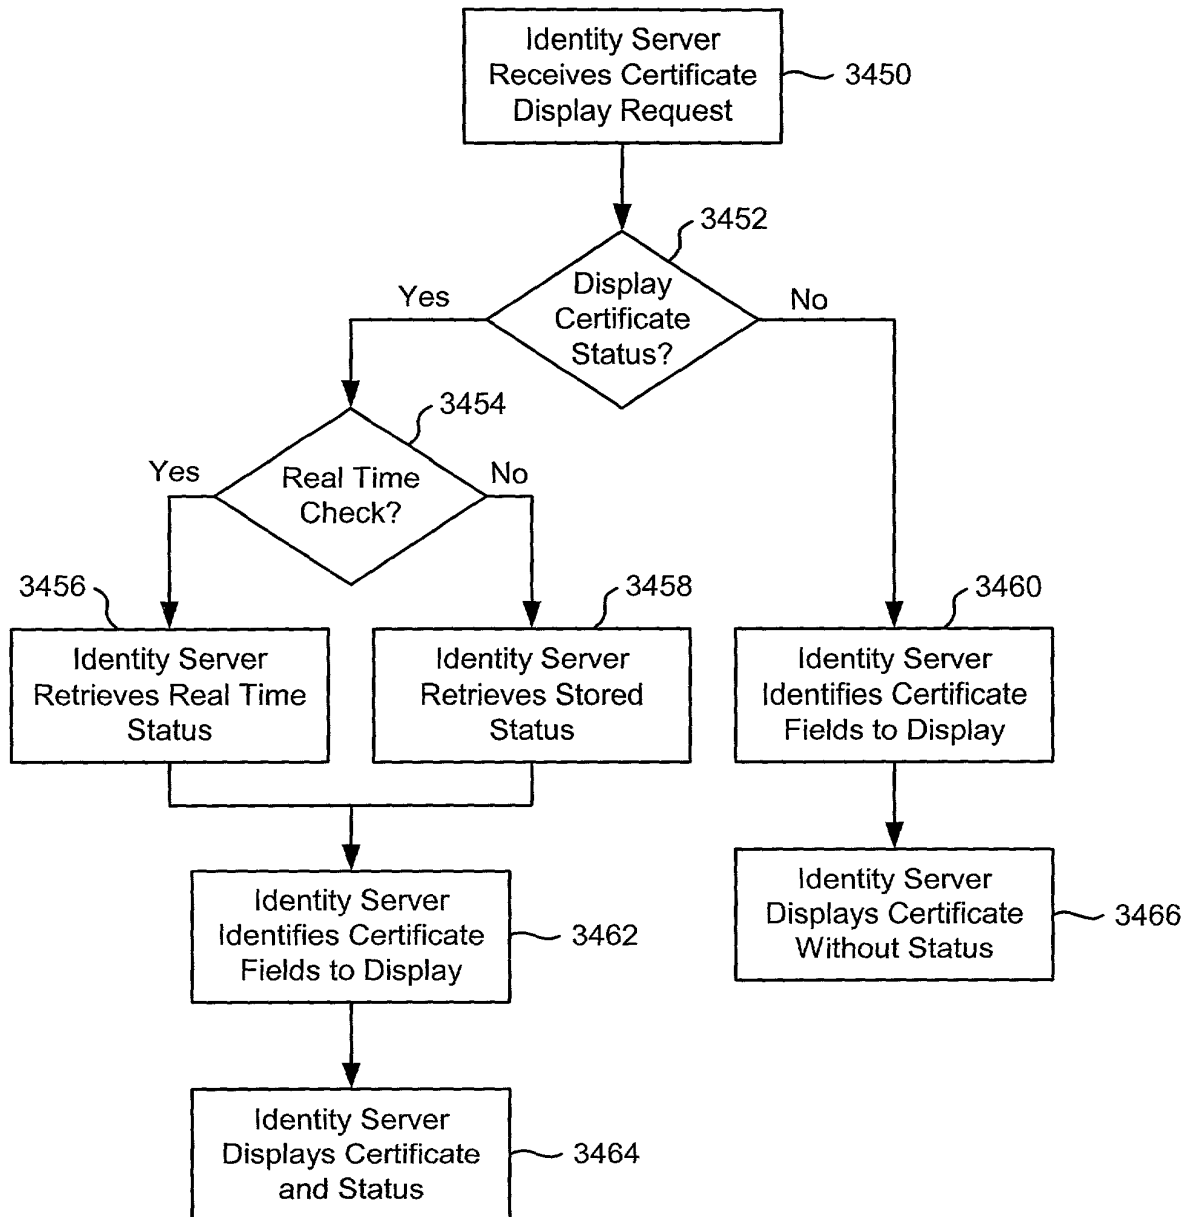 Identity Server
Receives Certificate
Display Request
3450
3452
Display
Certificate
Status?
Yes
No
3454
Real Time
Check?
Yes
No
3456
3458
3460
Identity Server
Retrieves Real Time
Status
Identity Server
Retrieves Stored
Status
Identity Server
Identifies Certificate
Fields to Display
Identity Server
Identifies Certificate
Fields to Display
3462
Identity Server
Displays Certificate
Without Status
3466
Identity Server
Displays Certificate
and Status
3464